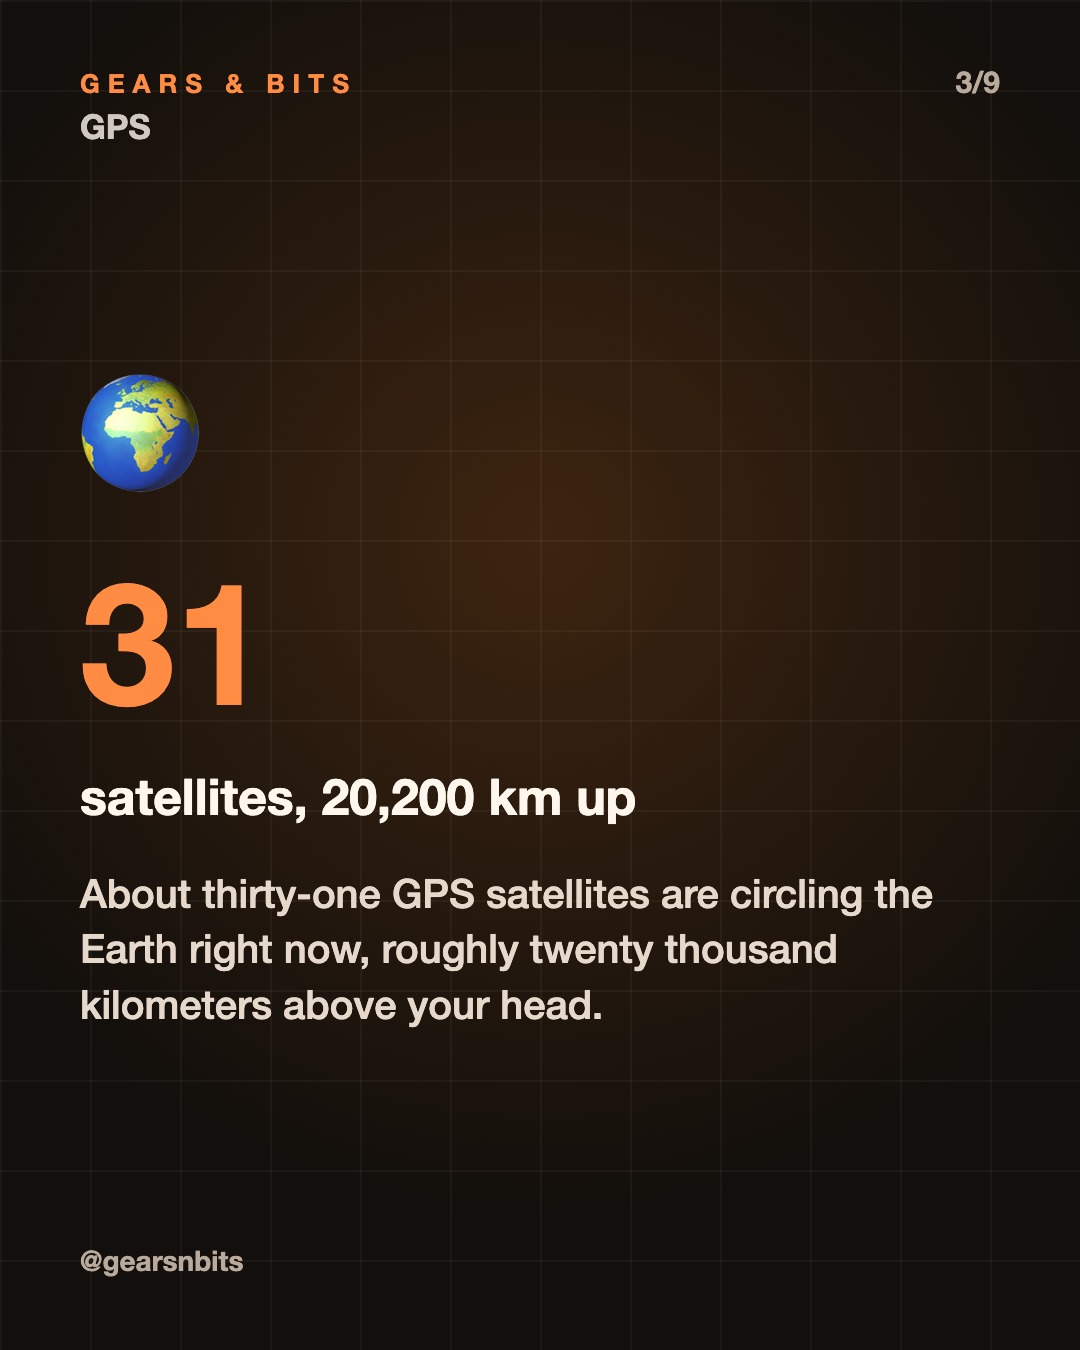 GEARS & BITS
3/9
GPS
31
satellites, 20,200 km up
About thirty-one GPS satellites are circling the
Earth right now, roughly twenty thousand
kilometers above your head.
@gearsnbits